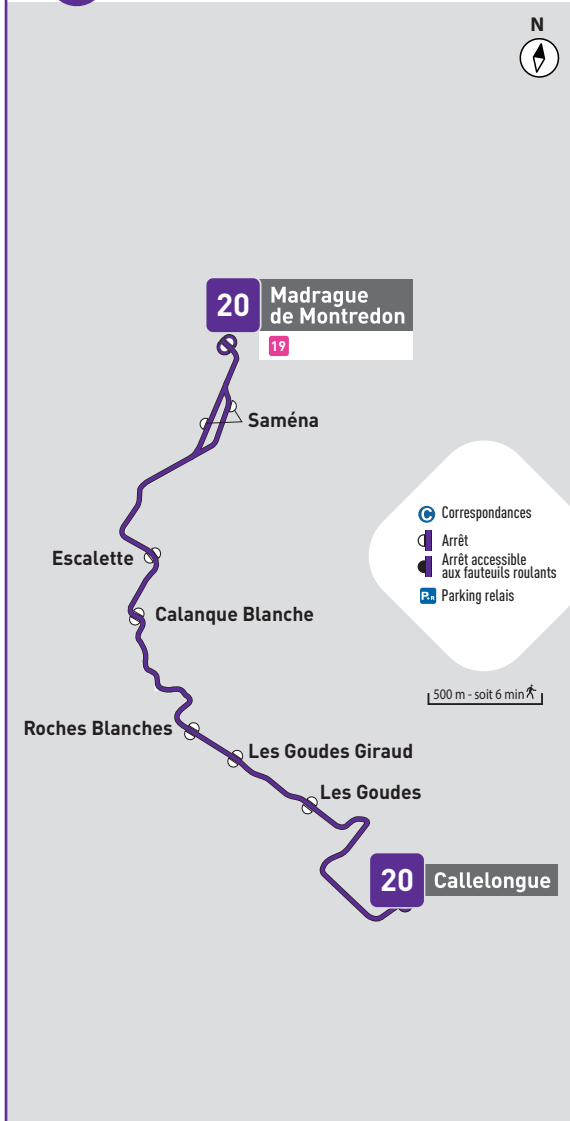 N
20
Madrague
de Montredon
19
Saména
C Correspondances
Arrêt
Arrêt accessible
aux fauteuils roulants
P+R Parking relais
Escalette
Calanque Blanche
500 m - soit 6 min
Roches Blanches
Les Goudes Giraud
Les Goudes
20
Callelongue